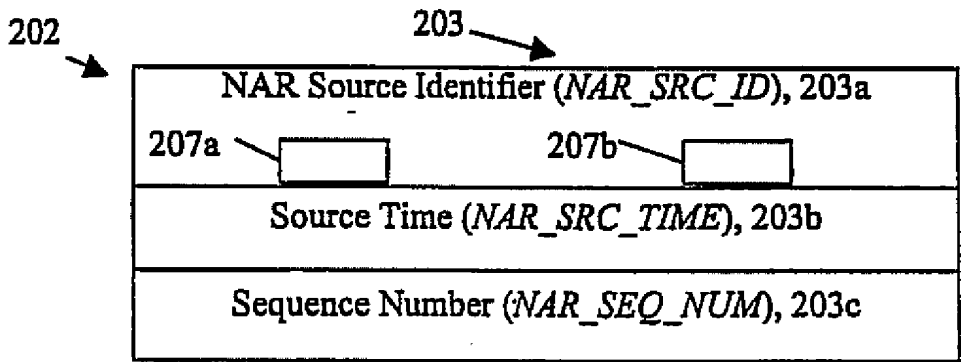 202
203
NAR Source Identifier (NAR_SRC_ID), 203a
207a
207b
Source Time (NAR_SRC_TIME), 203b
Sequence Number (NAR_SEQ_NUM), 203c